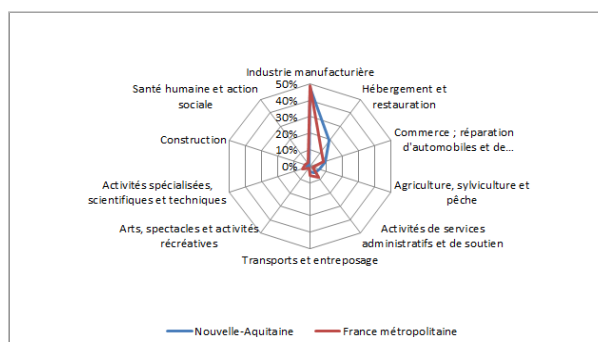 Industrie manufacturière
50%
40%
30%
20%
10%
0%
Hébergement et
restauration
Commerce ; réparation
d'automobiles et de...
Agriculture, sylviculture et
pêche
Activités de services
administratifs et de soutien
Transports et entreposage
Arts, spectacles et activités
récréatives
Activités spécialisées,
scientifiques et techniques
Construction
Santé humaine et action
sociale
Nouvelle-Aquitaine
France métropolitaine